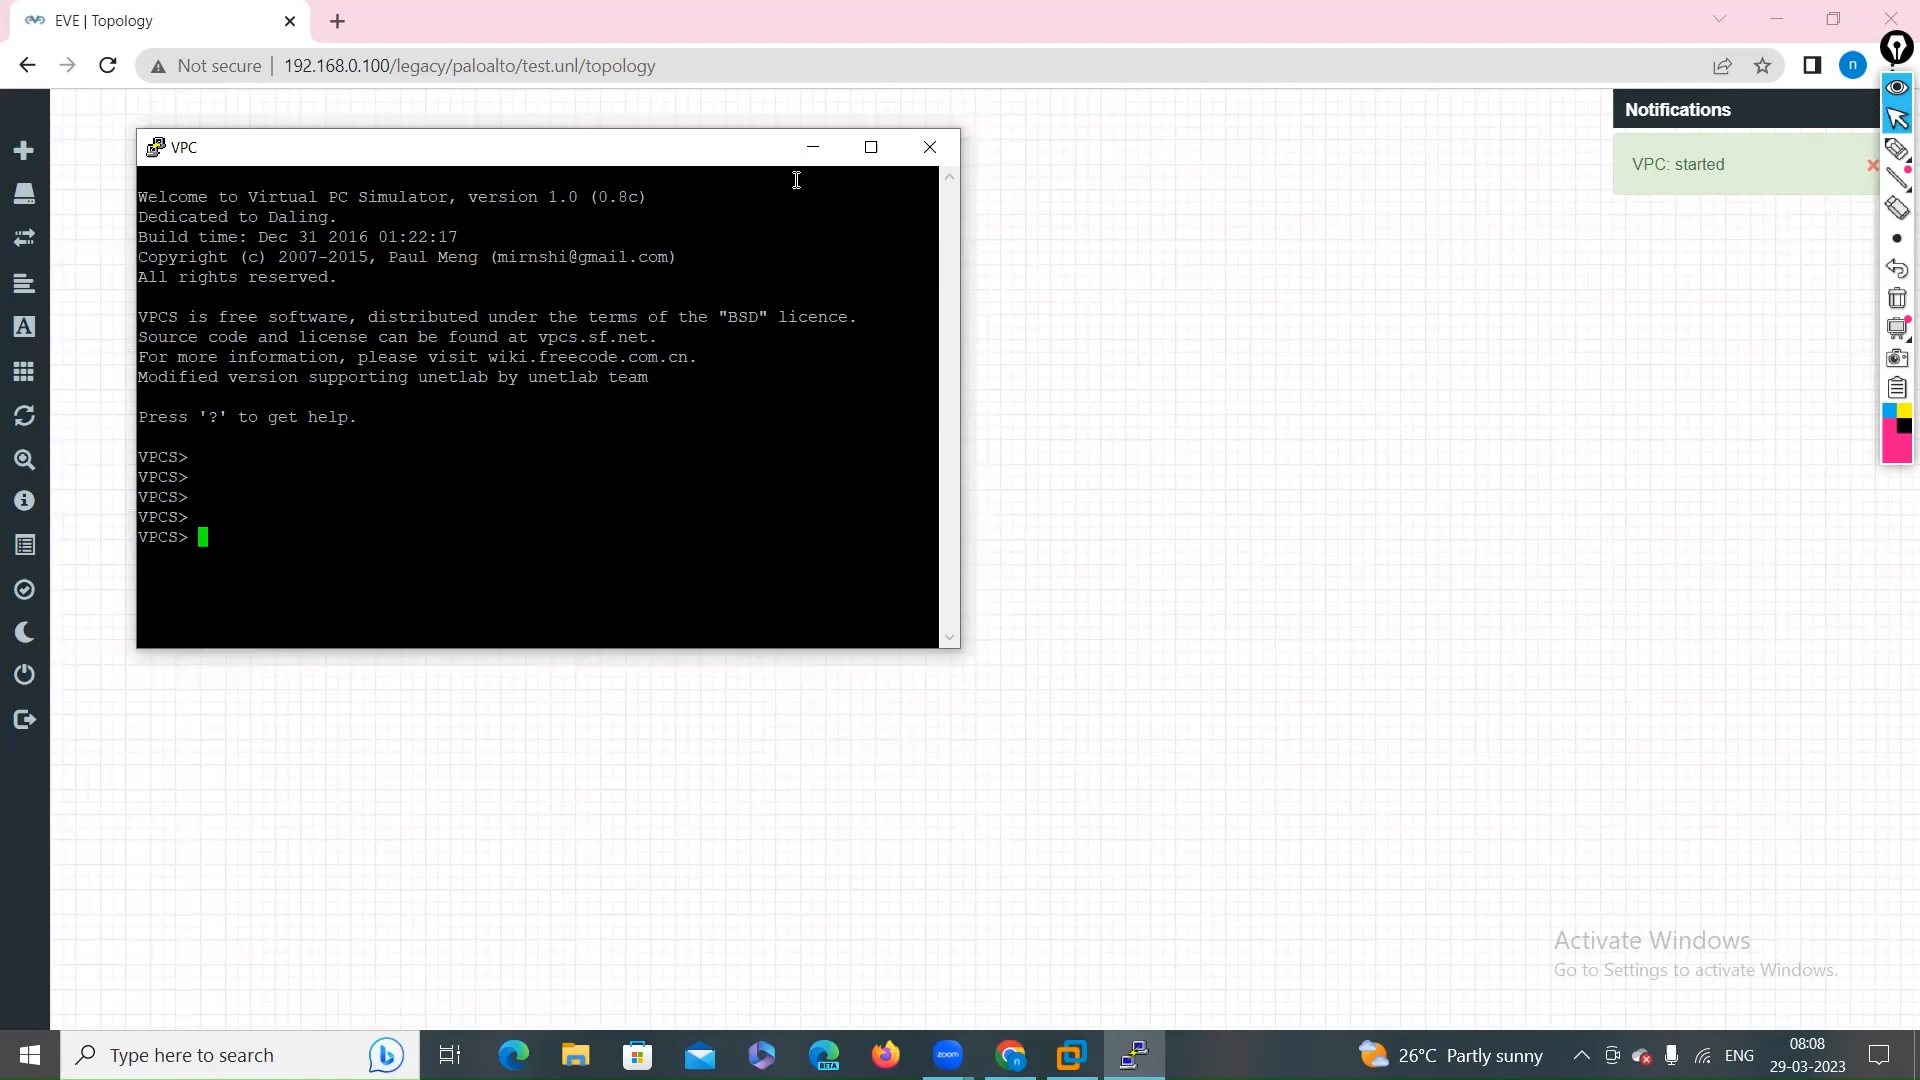 EVE | Topology
Not secure
192.168.0.100/legacy/paloalto/test.unl/topology
n
Notifications
VPC: started
VPC
Welcome to Virtual PC Simulator, version 1.0 (0.8c)
Dedicated to Daling.
Build time: Dec 31 2016 01:22:17
Copyright (c) 2007-2015, Paul Meng (mirnshi@gmail.com)
All rights reserved.
VPCS is free software, distributed under the terms of the "BSD" licence.
Source code and license can be found at vpcs.sf.net.
For more information, please visit wiki.freecode.com.cn.
Modified version supporting unetlab by unetlab team
Press '?' to get help.
VPCS>
VPCS>
VPCS>
VPCS>
VPCS>
A
Activate Windows
Go to Settings to activate Windows.
Type here to search
BETA
zoom
n
26°C Partly sunny
ENG
08:08
29-03-2023